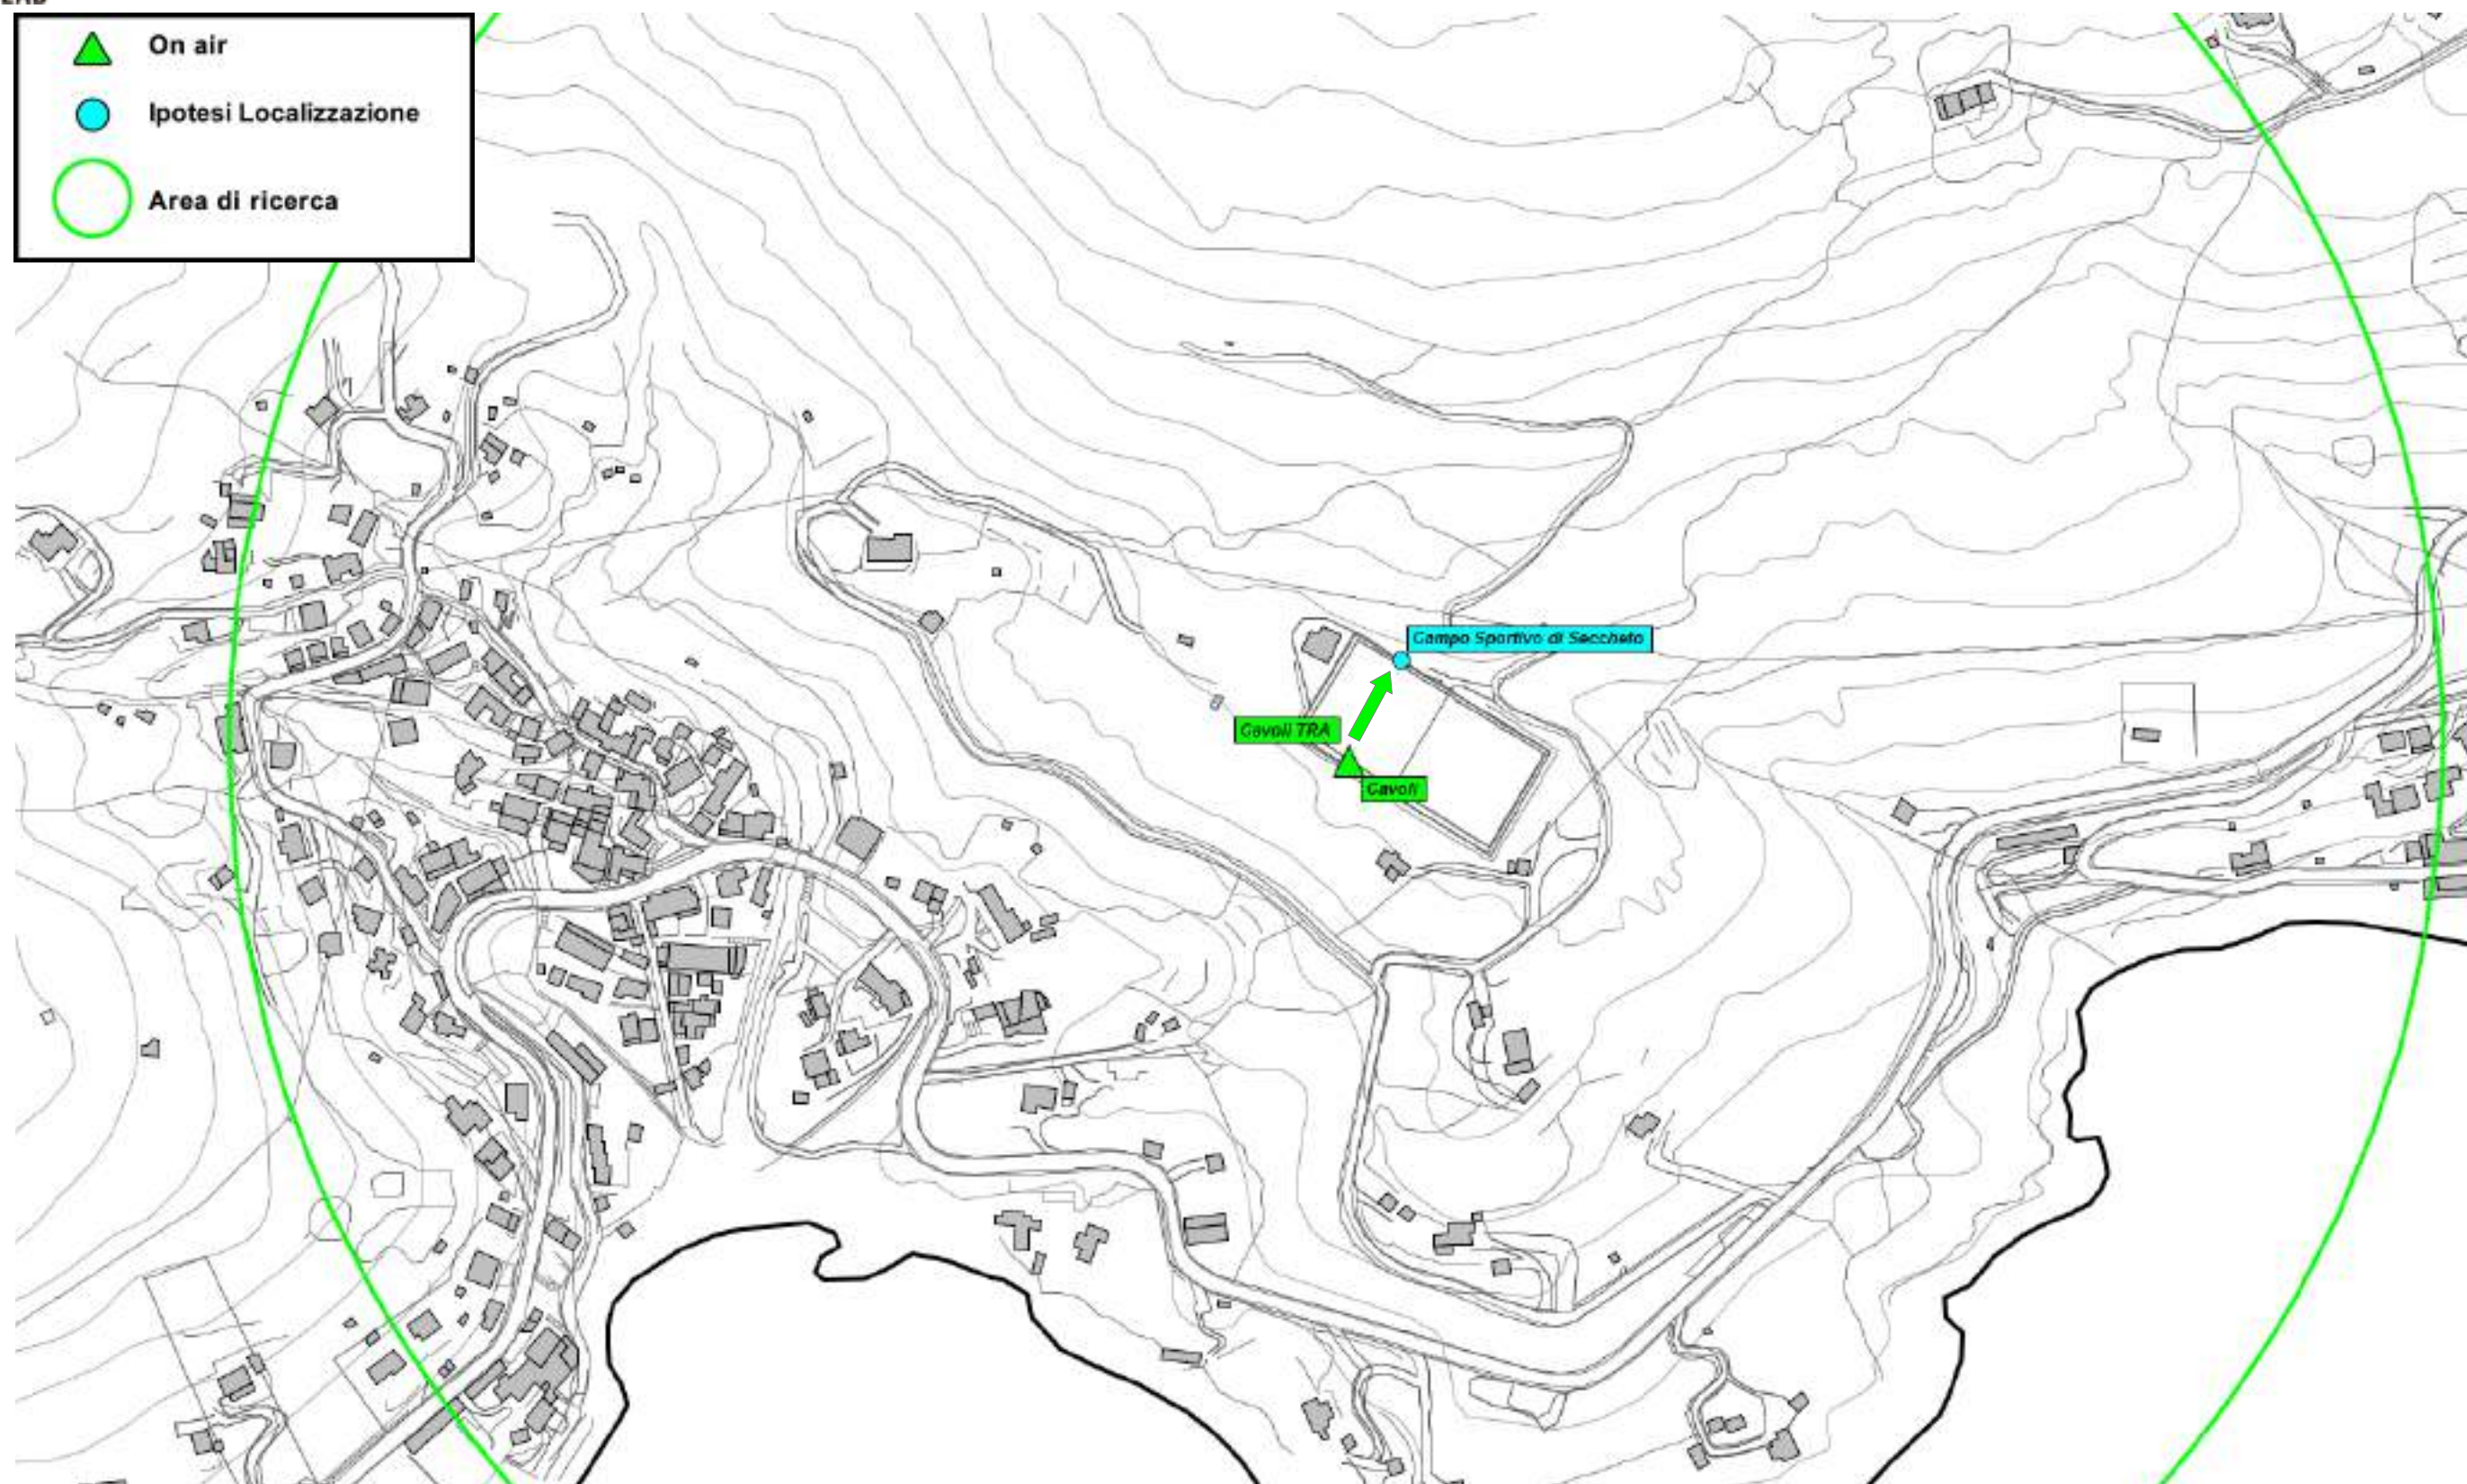 On air
Ipotesi Localizzazione
Area di ricerca
Campo Sportivo di Seccheto
Cavoli TRA
Cavoli